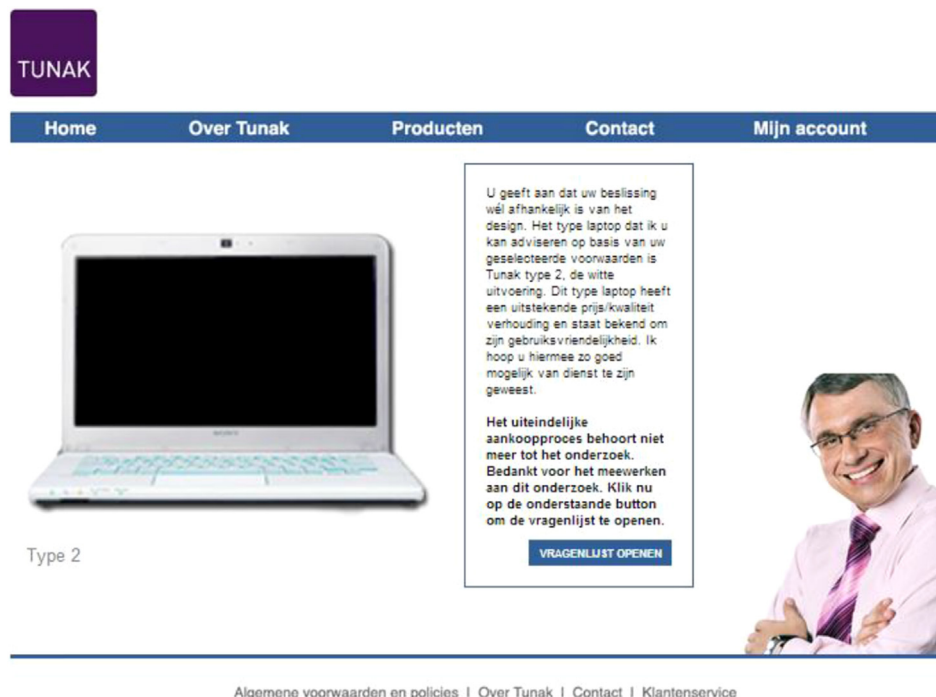 TUNAK
Home Over Tunak Producten Contact Mijn account
U geeft aan dat uw beslissing
wél afhankelijk is van het
design. Het type laptop dat ik u
kan adviseren op basis van uw
geselecteerde voorwaarden is
Tunak type 2, de witte
uitvoering. Dit type laptop heeft
een uitstekende prijs/kwaliteit
verhouding en staat bekend om
zijn gebruiksvriendelijkheid. Ik
hoop u hiermee zo goed
mogelijk van dienst te zijn
geweest.
Het uiteindelijke
aankoopproces behoort niet
meer tot het onderzoek.
Bedankt voor het meewerken
aan dit onderzoek. Klik nu
op de onderstaande button
om de vragenlijst te openen.
VRAGENLIJST OPENEN
SONY
Type 2
Algemene voorwaarden en policies | Over Tunak | Contact | Klantenservice